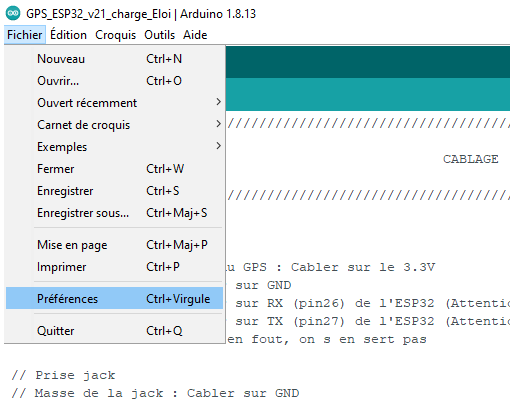 GPS_ESP32_v21_charge_Eloi | Arduino 1.8.13
Fichier Édition Croquis Outils Aide
Nouveau Ctrl+N
Ouvrir... Ctrl+O
Ouvert récemment
Carnet de croquis
Exemples
Fermer Ctrl+W
Enregistrer Ctrl+S
Enregistrer sous... Ctrl+Maj+S
Mise en page Ctrl+Maj+P
Imprimer Ctrl+P
Préférences Ctrl+Virgule
Quitter Ctrl+Q
////////////////////////////////////
CABLAGE
////////////////////////////////////
GPS : Cabler sur le 3.3V
sur GND
sur RX (pin26) de l'ESP32 (Attenti
sur TX (pin27) de l'ESP32 (Attenti
en fout, on s en sert pas
// Prise jack
// Masse de la jack : Cabler sur GND